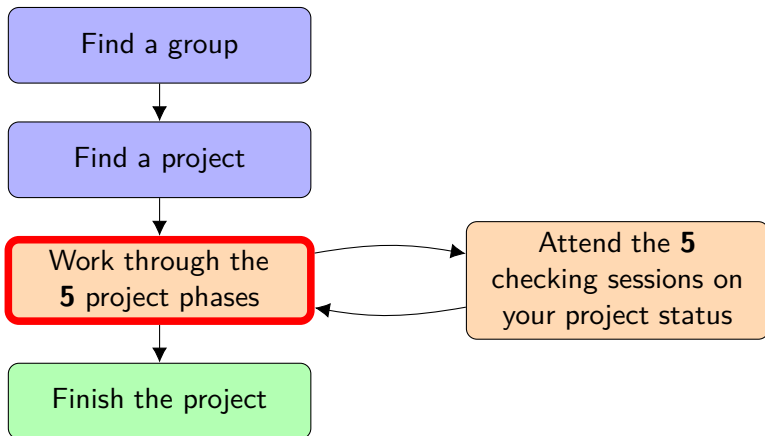 Find a group
Find a project
Work through the
5 project phases
Attend the 5
checking sessions on
your project status
Finish the project